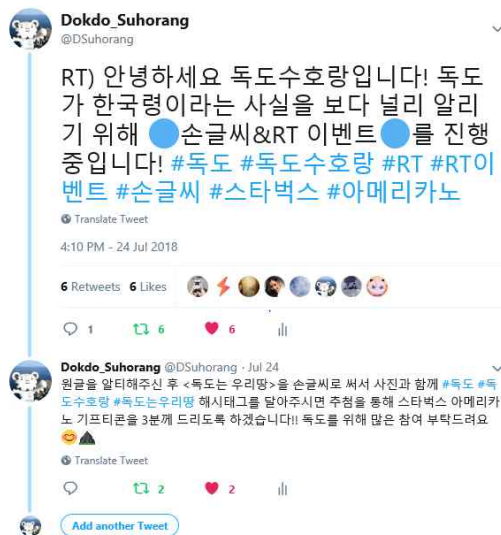 Dokdo_Suhorang
@DSuhorang
RT) 안녕하세요 독도수호랑입니다! 독도
가 한국령이라는 사실을 보다 널리 알리
기 위해 🔵손글씨&RT 이벤트🔵를 진행
중입니다! #독도 #독도수호랑 #RT #RT이
벤트 #손글씨 #스타벅스 #아메리카노
Translate Tweet
4:10 PM - 24 Jul 2018
6 Retweets 6 Likes
1 6 6
Dokdo_Suhorang @DSuhorang · Jul 24
원글을 알티해주신 후 <독도는 우리땅>을 손글씨로 써서 사진과 함께 #독도 #독
도수호랑 #독도는우리땅 해시태그를 달아주시면 추첨을 통해 스타벅스 아메리카
노 기프티콘을 3분께 드리도록 하겠습니다!! 독도를 위해 많은 참여 부탁드려요
Translate Tweet
2 2
Add another Tweet